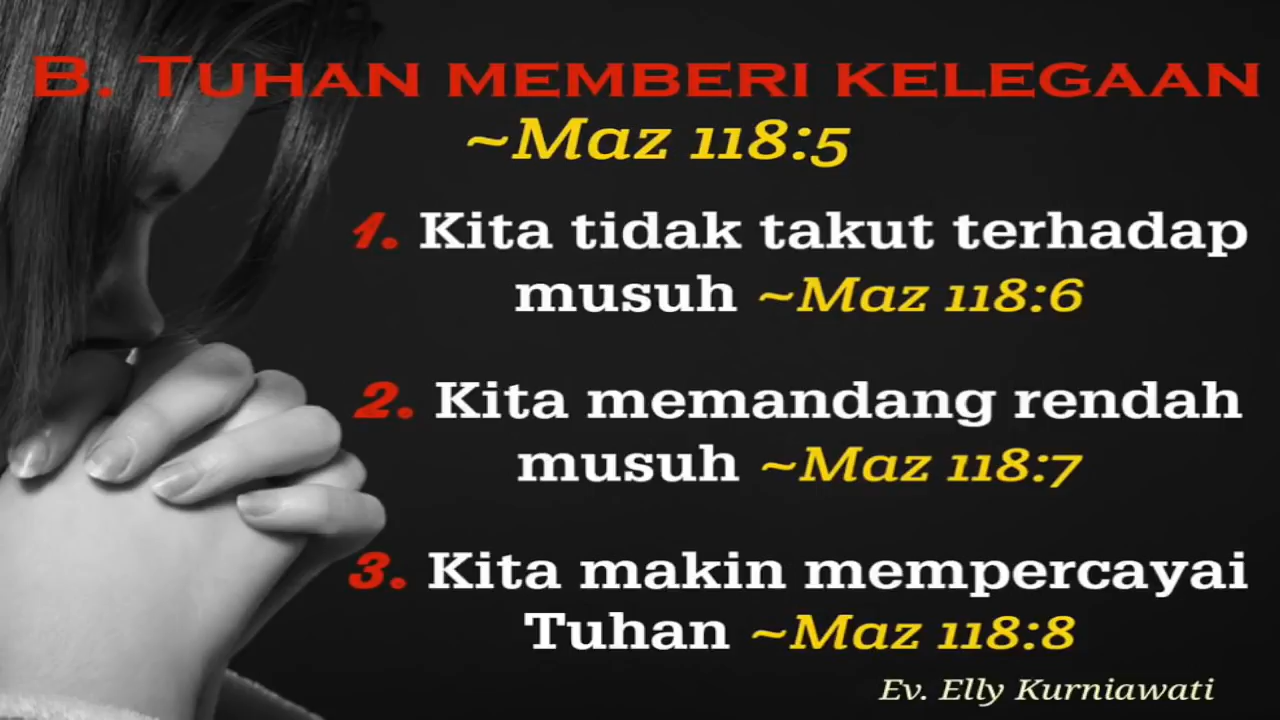 B. TUHAN MEMBERI KELEGAAN
~Maz 118:5
1. Kita tidak takut terhadap
musuh ~Maz 118:6
2. Kita memandang rendah
musuh ~Maz 118:7
3. Kita makin mempercayai
Tuhan ~Maz 118:8
Ev. Elly Kurniawati